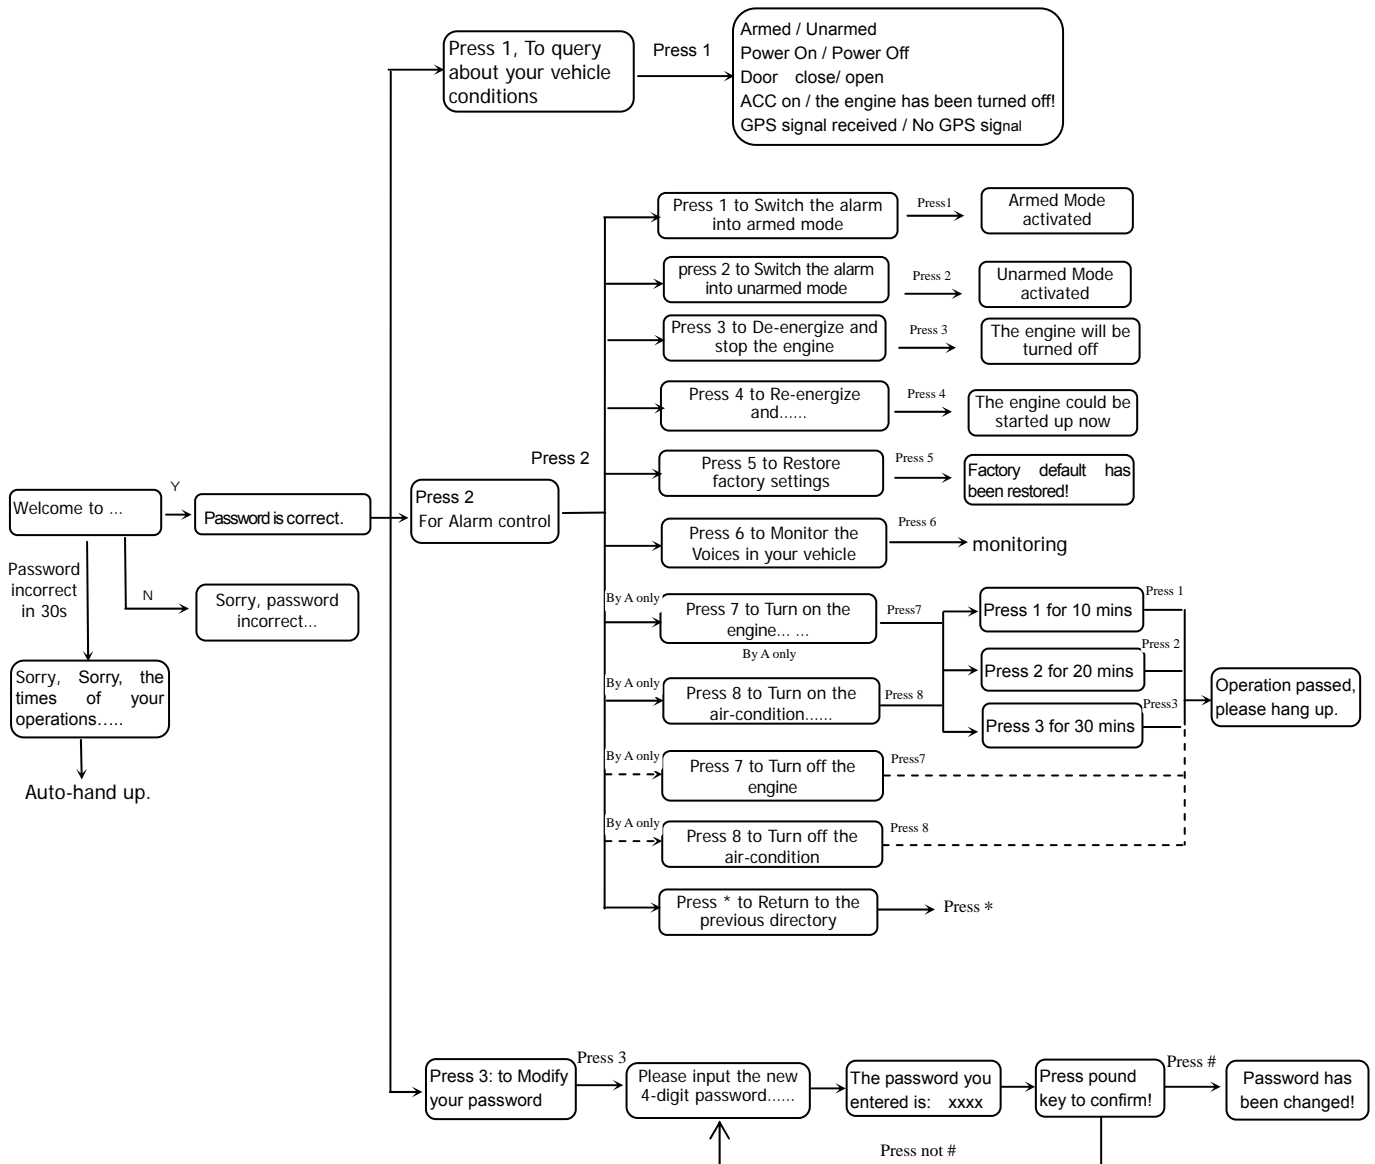 Press 1, To query
about your vehicle
conditions
Press 1
Armed / Unarmed
Power On / Power Off
Door close/ open
ACC on / the engine has been turned off!
GPS signal received / No GPS signal
Press 1 to Switch the alarm
into armed mode
Press1
Armed Mode
activated
press 2 to Switch the alarm
into unarmed mode
Press 2
Unarmed Mode
activated
Press 3 to De-energize and
stop the engine
Press 3
The engine will be
turned off
Press 4 to Re-energize
and......
Press 4
The engine could be
started up now
Press 2
Press 5 to Restore
factory settings
Press 5
Factory default has
been restored!
Welcome to ...
Y
Password is correct.
Press 2
For Alarm control
Press 6 to Monitor the
Voices in your vehicle
Press 6
monitoring
Password
incorrect
in 30s
N
Sorry, password
incorrect...
By A only
Press 7 to Turn on the
engine... ...
Press7
By A only
Press 1 for 10 mins
Press 1
Press 2 for 20 mins
Press 2
Press 3 for 30 mins
Press3
Operation passed,
please hang up.
Sorry, Sorry, the
times of your
operations.....
Auto-hand up.
By A only
Press 8 to Turn on the
air-condition......
Press 8
By A only
Press 7 to Turn off the
engine
Press7
By A only
Press 8 to Turn off the
air-condition
Press 8
Press * to Return to the
previous directory
Press *
Press 3: to Modify
your password
Press 3
Please input the new
4-digit password......
The password you
entered is: xxxx
Press pound
key to confirm!
Press #
Password has
been changed!
Press not #